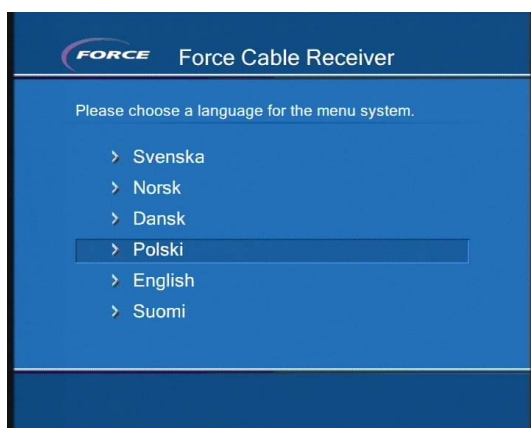 FORCE Force Cable Receiver
Please choose a language for the menu system.
Svenska
Norsk
Dansk
Polski
English
Suomi